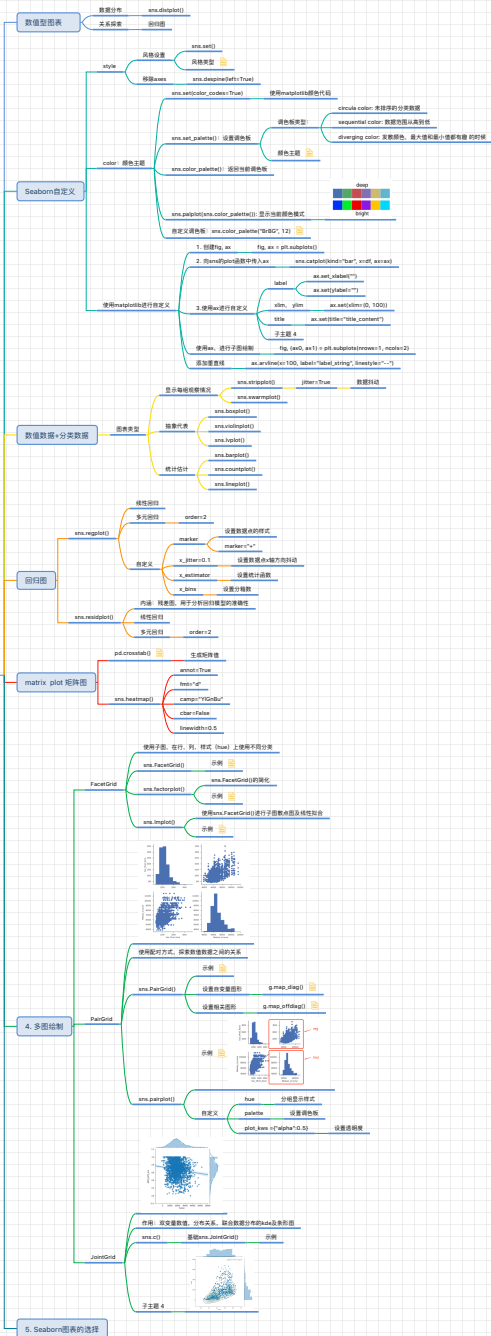 数值型图表
数据分布 sns.distplot()
关系探索 回归图
Seaborn自定义
style
风格设置
sns.set()
风格类型
移除axes sns.despine(left=True)
color：颜色主题
sns.set(color_codes=True) 使用matplotlib颜色代码
sns.set_palette()：设置调色板
调色板类型：
circula color: 未排序的分类数据
sequential color: 数据范围从高到低
diverging color: 发散颜色，最大值和最小值都有趣 的时候
颜色主题
sns.color_palette()：返回当前调色板
sns.palplot(sns.color_palette()): 显示当前颜色模式
deep
bright
自定义调色板：sns.color_palette("BrBG", 12)
使用matplotlib进行自定义
1. 创建fig, ax fig, ax = plt.subplots()
2. 向sns的plot函数中传入ax sns.catplot(kind="bar", x=df, ax=ax)
3.使用ax进行自定义
label
ax.set_xlabel("")
ax.set(ylabel="")
xlim， ylim ax.set(xlim=(0, 100))
title ax.set(title="title_content")
子主题 4
使用ax，进行子图绘制 fig, (ax0, ax1) = plt.subplots(nrows=1, ncols=2)
添加垂直线 ax.axvline(x=100, label="label_string", linestyle="--")
数值数据+分类数据
图表类型
显示每组观察情况
sns.stripplot() jitter=True 数据抖动
sns.swarmplot()
抽象代表
sns.boxplot()
sns.violinplot()
sns.lvplot()
统计估计
sns.barplot()
sns.countplot()
sns.lineplot()
回归图
sns.regplot()
线性回归
多元回归 order=2
自定义
marker
设置数据点的样式
marker="+"
x_jitter=0.1 设置数据点x轴方向抖动
x_estimator 设置统计函数
x_bins 设置分箱数
sns.residplot()
内涵：残差图，用于分析回归模型的准确性
线性回归
多元回归 order=2
matrix plot 矩阵图
pd.crosstab() 生成矩阵值
sns.heatmap()
annot=True
fmt="d"
camp="YlGnBu"
cbar=False
linewidth=0.5
4. 多图绘制
FacetGrid
使用子图，在行，列，样式（hue）上使用不同分类
sns.FacetGrid() 示例
sns.factorplot()
sns.FacetGrid()的简化
示例
sns.lmplot()
使用sns.FacetGrid()进行子图散点图及线性拟合
示例
PairGrid
使用配对方式，探索数值数据之间的关系
sns.PairGrid()
示例
设置自变量图形 g.map_diag()
设置相关图形 g.map_offdiag()
示例
sns.pairplot()
自定义
hue 分组显示样式
palette 设置调色板
plot_kws ={"alpha":0.5} 设置透明度
JointGrid
作用：双变量数值，分布关系，联合数据分布的kde及条形图
sns.c() 基础sns.JointGrid() 示例
子主题 4
5. Seaborn图表的选择